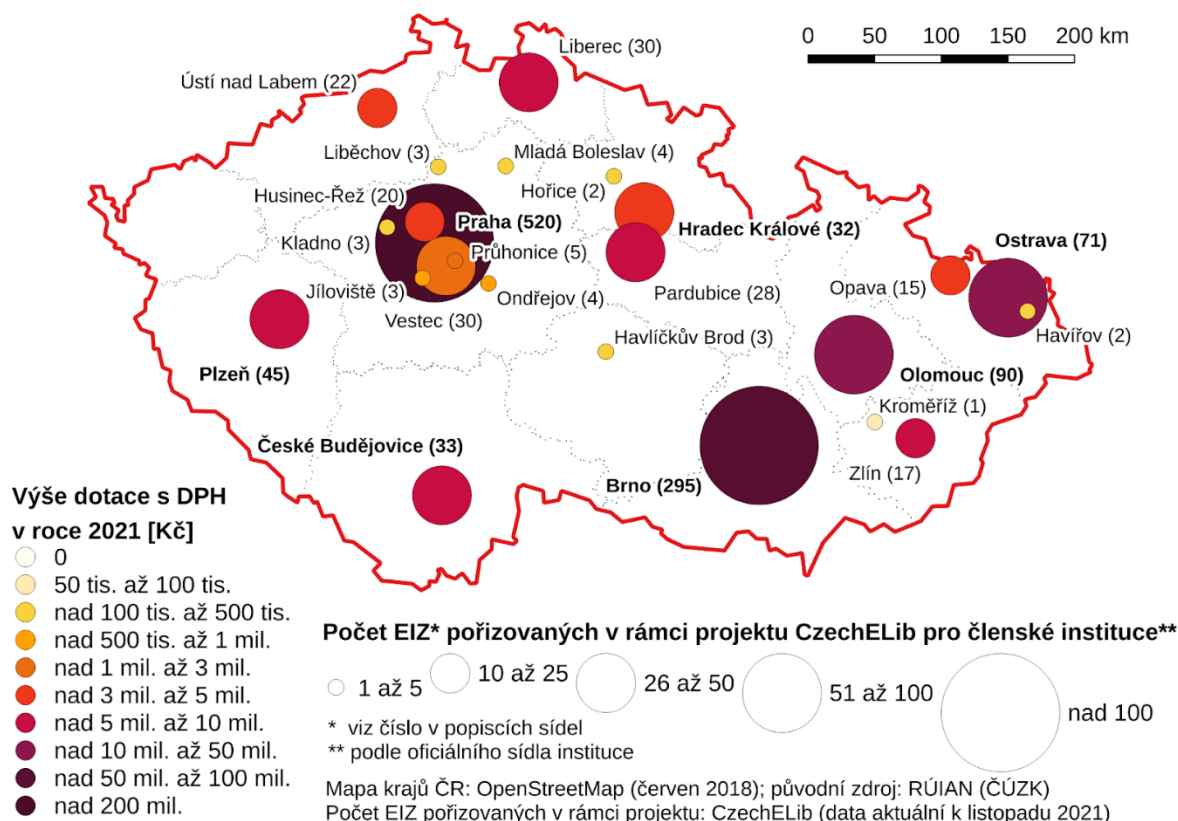 Liberec (30)
0 50 100 150 200 km
Ústí nad Labem (22)
Liběchov (3)
Mladá Boleslav (4)
Hořice (2)
Husinec-Řež (20)
Praha (520)
Hradec Králové (32)
Kladno (3)
Průhonice (5)
Ostrava (71)
Jíloviště (3)
Ondřejov (4)
Pardubice (28)
Opava (15)
Vestec (30)
Havlíčkův Brod (3)
Havířov (2)
Plzeň (45)
Olomouc (90)
Kroměříž (1)
České Budějovice (33)
Zlín (17)
Brno (295)
Výše dotace s DPH
v roce 2021 [Kč]
0
50 tis. až 100 tis.
nad 100 tis. až 500 tis.
nad 500 tis. až 1 mil.
nad 1 mil. až 3 mil.
nad 3 mil. až 5 mil.
nad 5 mil. až 10 mil.
nad 10 mil. až 50 mil.
nad 50 mil. až 100 mil.
nad 200 mil.
Počet EIZ* pořizovaných v rámci projektu CzechELib pro členské instituce**
1 až 5
10 až 25
26 až 50
51 až 100
nad 100
* viz číslo v popiscích sídel
** podle oficiálního sídla instituce
Mapa krajů ČR: OpenStreetMap (červen 2018); původní zdroj: RÚIAN (ČÚZK)
Počet EIZ pořizovaných v rámci projektu: CzechELib (data aktuální k listopadu 2021)